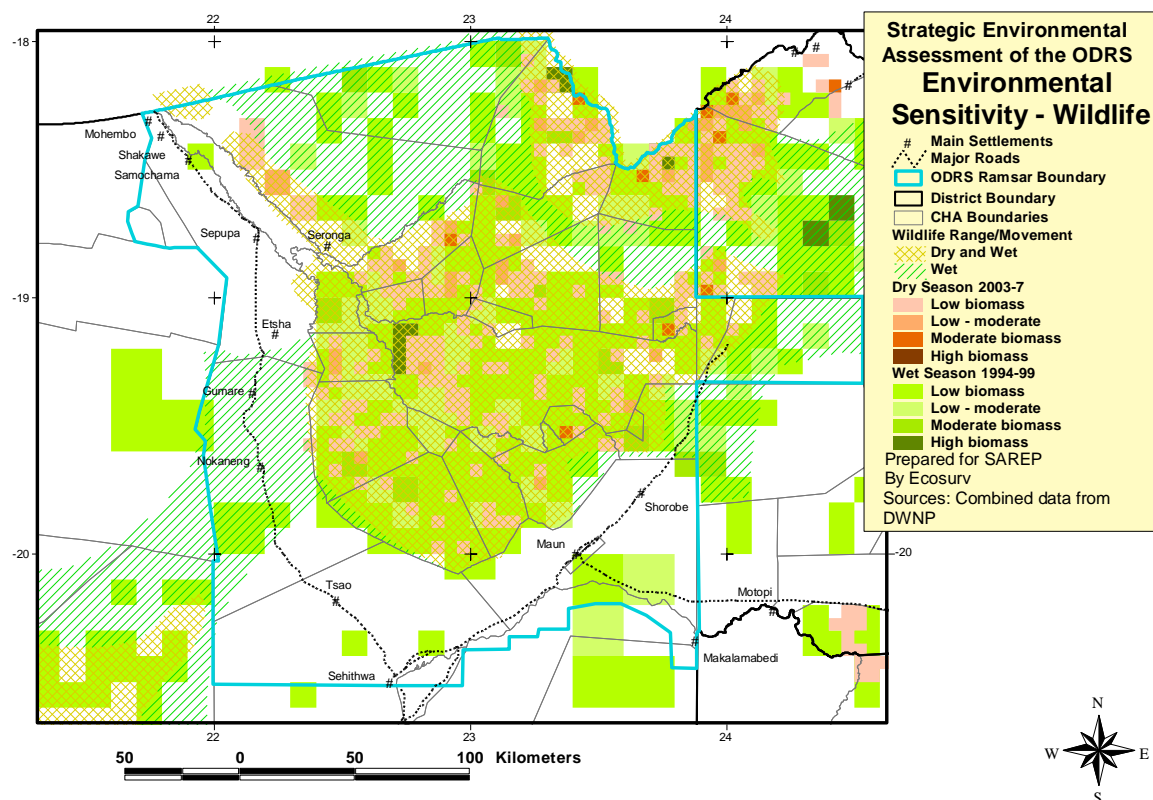 22
23
24
-18
Mohembo
Shakawe
Samochama
Sepupa
Seronga
-19
Etsha
Gumare
Nokaneng
Shorobe
-20
Maun
-20
Tsao
Motopi
Sehithwa
Makalamabedi
22
23
24
50 0 50 100 Kilometers
Strategic Environmental
Assessment of the ODRS
Environmental
Sensitivity - Wildlife
# Main Settlements
Major Roads
ODRS Ramsar Boundary
District Boundary
CHA Boundaries
Wildlife Range/Movement
Dry and Wet
Wet
Dry Season 2003-7
Low biomass
Low - moderate
Moderate biomass
High biomass
Wet Season 1994-99
Low biomass
Low - moderate
Moderate biomass
High biomass
Prepared for SAREP
By Ecosurv
Sources: Combined data from
DWNP
N
W E
S